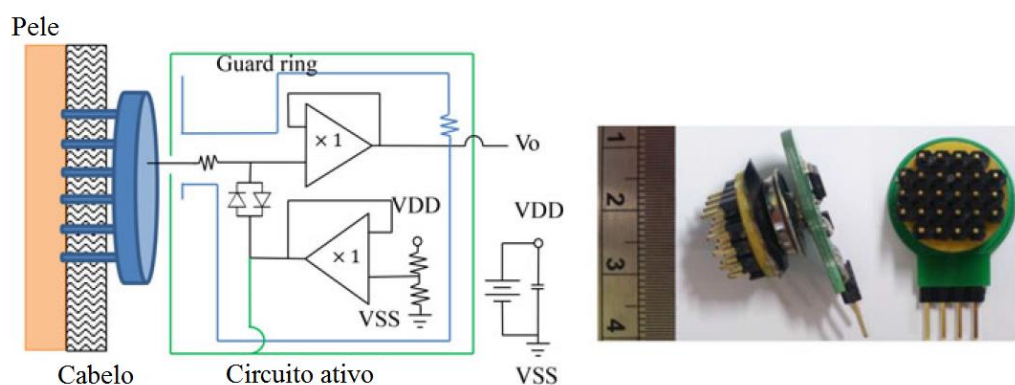 Pele
Guard ring
× 1
Vo
VDD
VDD
× 1
VSS
VSS
Cabelo
Circuito ativo
1
2
3
4